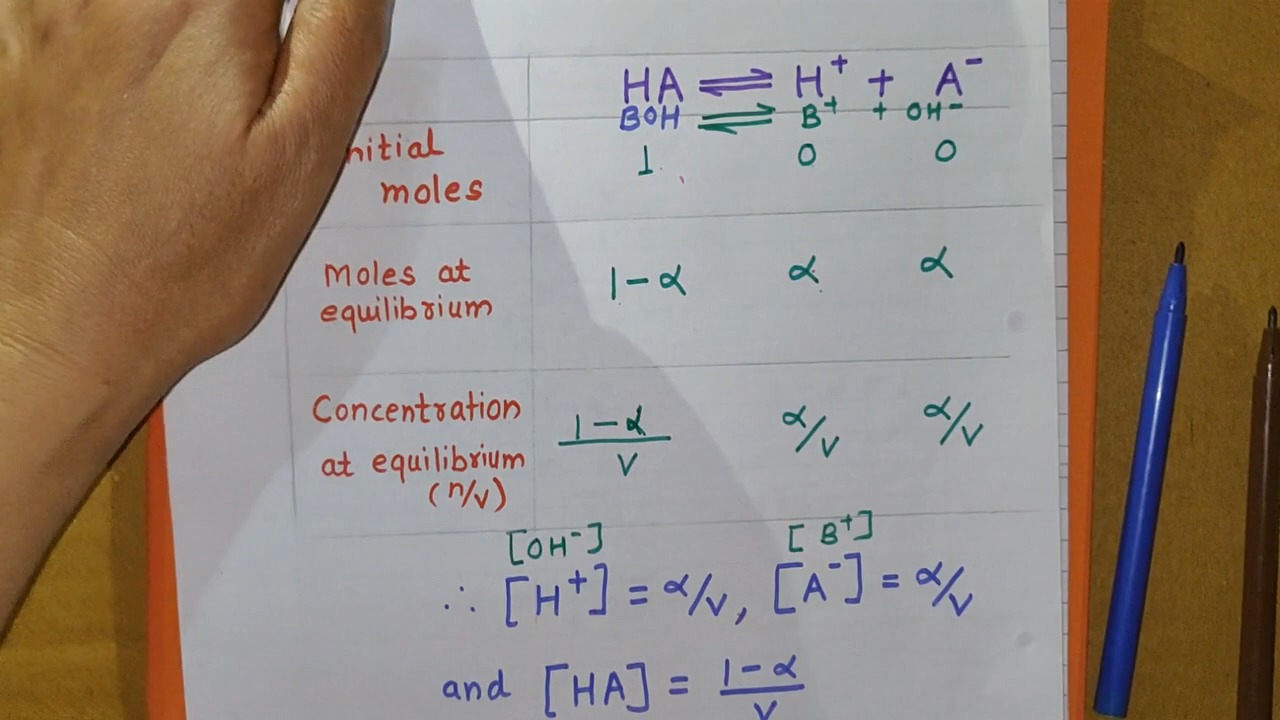 HA ⇌ H⁺ + A⁻
BOH ⇌ B⁺ + OH⁻
nitial 1 0 0
moles
Moles at 1-α α α
equilibrium
Concentration 1-α/V α/V α/V
at equilibrium
(n/v)
[OH⁻] [B⁺]
∴ [H⁺] = α/V, [A⁻] = α/V
and [HA] = 1-α/V